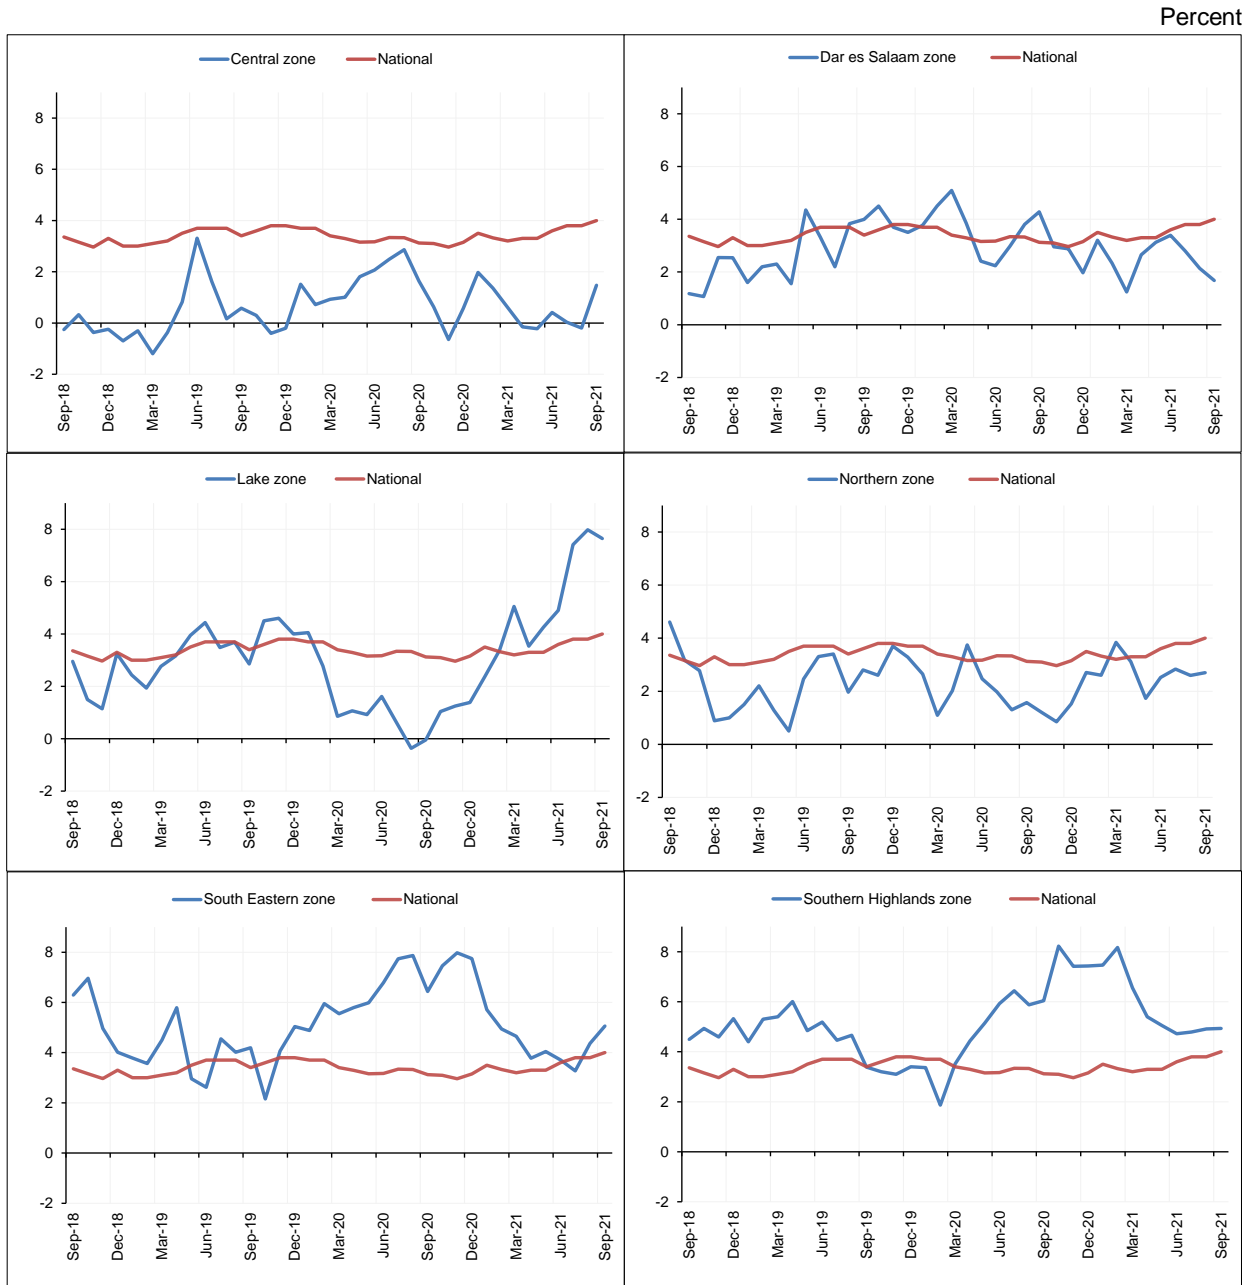 Percent
Central zone National
8
6
4
2
0
-2
Sep-18 Dec-18 Mar-19 Jun-19 Sep-19 Dec-19 Mar-20 Jun-20 Sep-20 Dec-20 Mar-21 Jun-21 Sep-21
Dar es Salaam zone National
8
6
4
2
0
-2
Sep-18 Dec-18 Mar-19 Jun-19 Sep-19 Dec-19 Mar-20 Jun-20 Sep-20 Dec-20 Mar-21 Jun-21 Sep-21
Lake zone National
8
6
4
2
0
-2
Sep-18 Dec-18 Mar-19 Jun-19 Sep-19 Dec-19 Mar-20 Jun-20 Sep-20 Dec-20 Mar-21 Jun-21 Sep-21
Northern zone National
8
6
4
2
0
-2
Sep-18 Dec-18 Mar-19 Jun-19 Sep-19 Dec-19 Mar-20 Jun-20 Sep-20 Dec-20 Mar-21 Jun-21 Sep-21
South Eastern zone National
8
6
4
2
0
-2
Sep-18 Dec-18 Mar-19 Jun-19 Sep-19 Dec-19 Mar-20 Jun-20 Sep-20 Dec-20 Mar-21 Jun-21 Sep-21
Southern Highlands zone National
8
6
4
2
0
-2
Sep-18 Dec-18 Mar-19 Jun-19 Sep-19 Dec-19 Mar-20 Jun-20 Sep-20 Dec-20 Mar-21 Jun-21 Sep-21